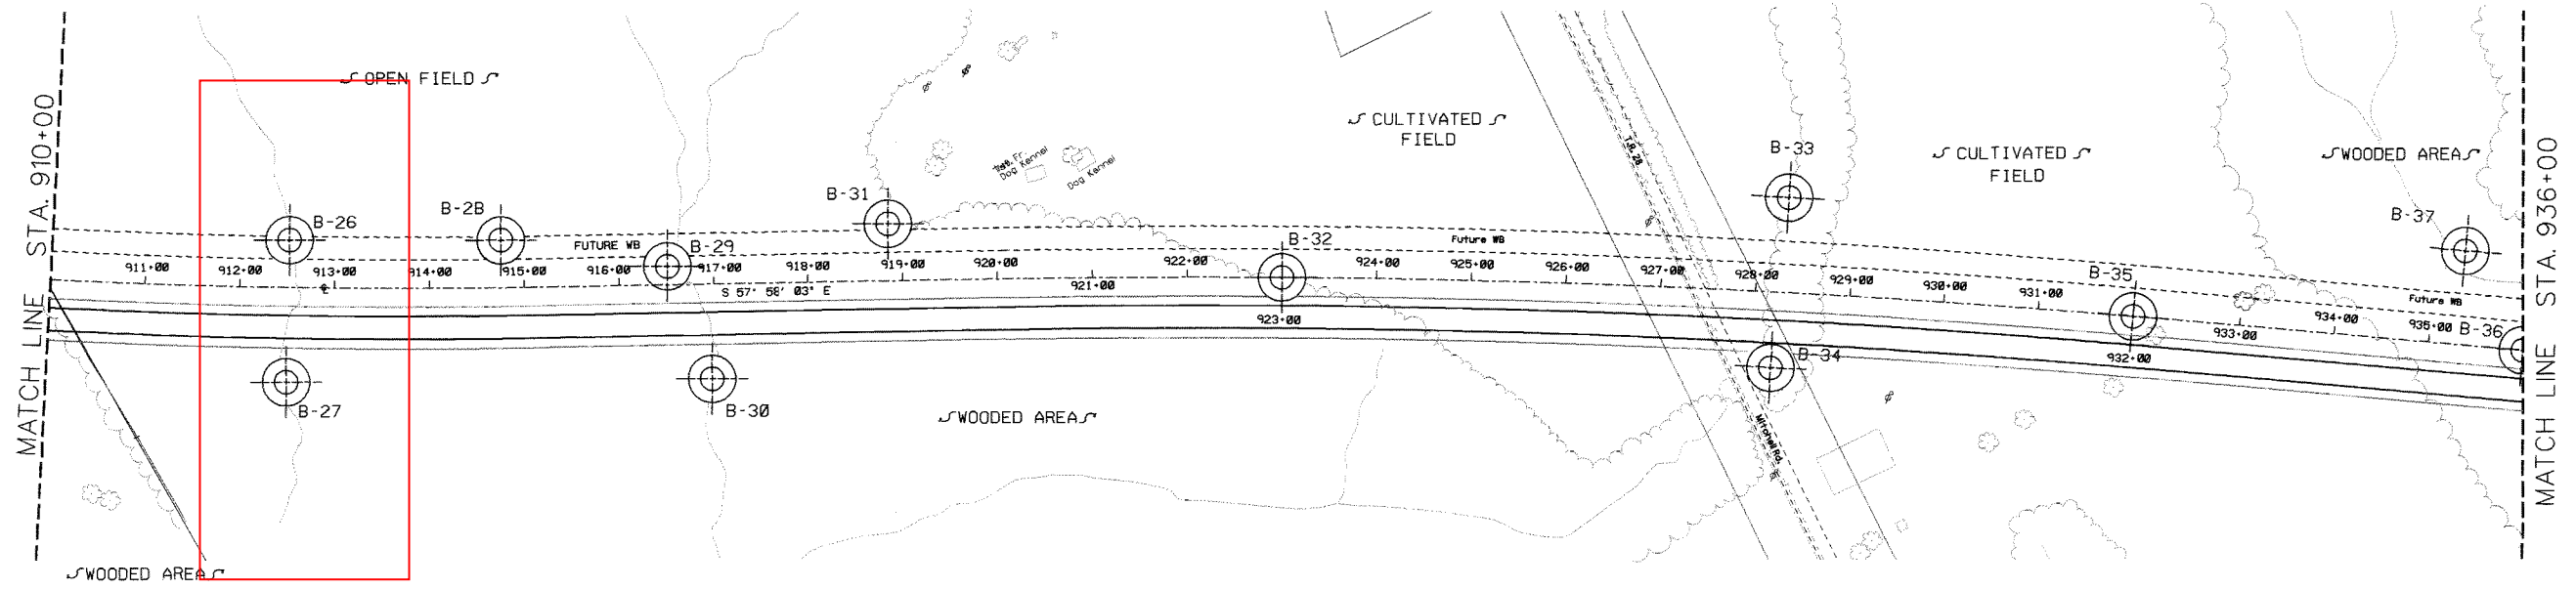 MATCH LINE STA. 910+00
OPEN FIELD
CULTIVATED
FIELD
CULTIVATED
FIELD
WOODED AREA
MATCH LINE STA. 936+00
Dog Kennel
Dog Kennel
T.R. 28
B-33
B-31
B-26
B-28
B-29
B-32
B-37
FUTURE WB
Future WB
Future WB
911+00
912+00
913+00
914+00
915+00
916+00
917+00
918+00
919+00
920+00
921+00
922+00
923+00
924+00
925+00
926+00
927+00
928+00
929+00
930+00
931+00
932+00
933+00
934+00
935+00
S 57° 58' 03" E
B-35
B-36
B-34
B-27
B-30
WOODED AREA
Mitchell Rd.
WOODED AREA